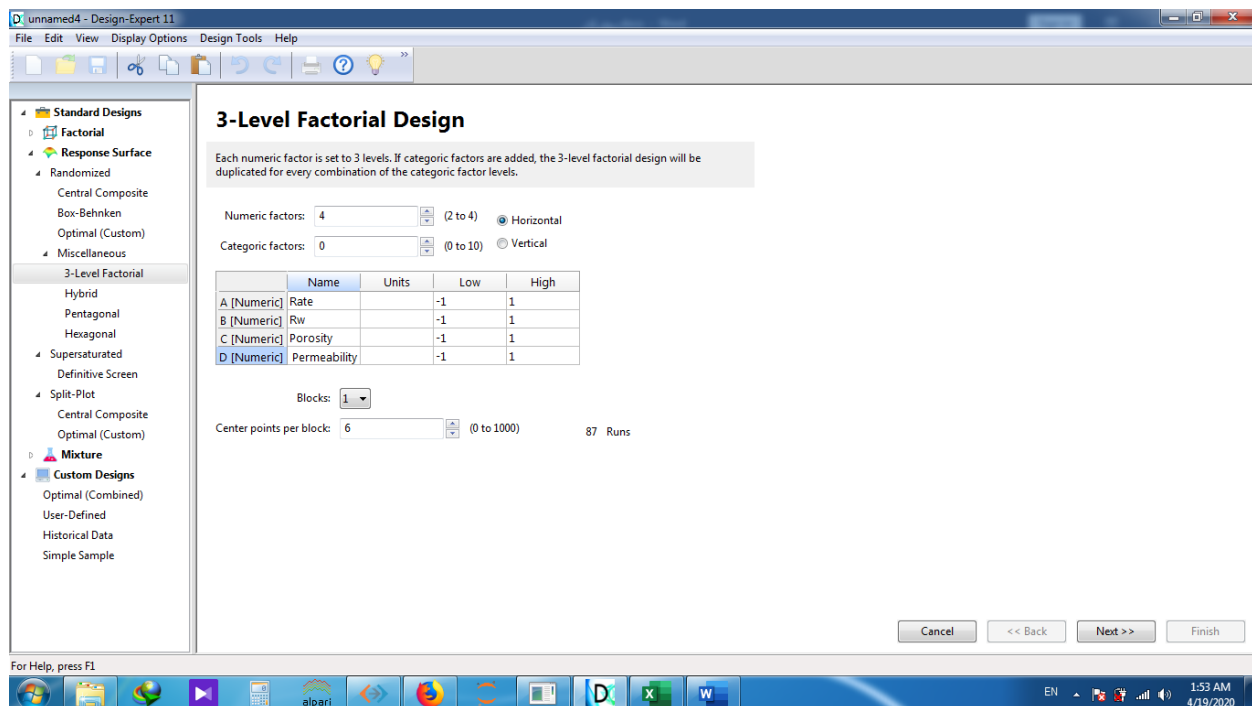 unnamed4 - Design-Expert 11
File Edit View Display Options Design Tools Help
Standard Designs
Factorial
Response Surface
Randomized
Central Composite
Box-Behnken
Optimal (Custom)
Miscellaneous
3-Level Factorial
Hybrid
Pentagonal
Hexagonal
Supersaturated
Definitive Screen
Split-Plot
Central Composite
Optimal (Custom)
Mixture
Custom Designs
Optimal (Combined)
User-Defined
Historical Data
Simple Sample
3-Level Factorial Design
Each numeric factor is set to 3 levels. If categoric factors are added, the 3-level factorial design will be
duplicated for every combination of the categoric factor levels.
Numeric factors: 4 (2 to 4) Horizontal
Categoric factors: 0 (0 to 10) Vertical
Name Units Low High
A [Numeric] Rate -1 1
B [Numeric] Rw -1 1
C [Numeric] Porosity -1 1
D [Numeric] Permeability -1 1
Blocks: 1
Center points per block: 6 (0 to 1000) 87 Runs
Cancel << Back Next >> Finish
For Help, press F1
alpari
EN 1:53 AM
4/19/2020